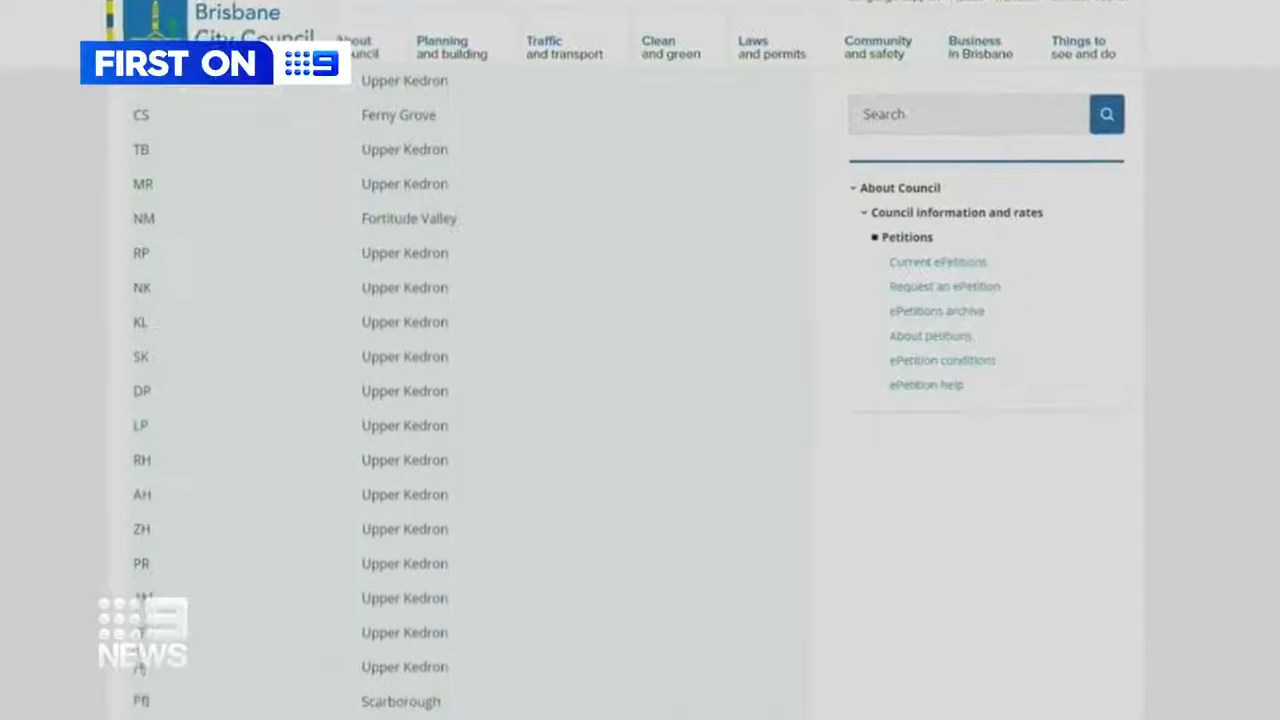 Brisbane
City Council
FIRST ON 9
About
Council
Planning
and building
Traffic
and transport
Clean
and green
Laws
and permits
Community
and safety
Business
in Brisbane
Things to
see and do
Upper Kedron
CS Ferny Grove
TB Upper Kedron
MR Upper Kedron
NM Fortitude Valley
RP Upper Kedron
NK Upper Kedron
KL Upper Kedron
SK Upper Kedron
DP Upper Kedron
LP Upper Kedron
RH Upper Kedron
AH Upper Kedron
ZH Upper Kedron
PR Upper Kedron
Upper Kedron
Upper Kedron
Upper Kedron
Scarborough
9
NEWS
Search
About Council
Council information and rates
Petitions
Current ePetitions
Request an ePetition
ePetitions archive
About petitions
ePetition conditions
ePetition help